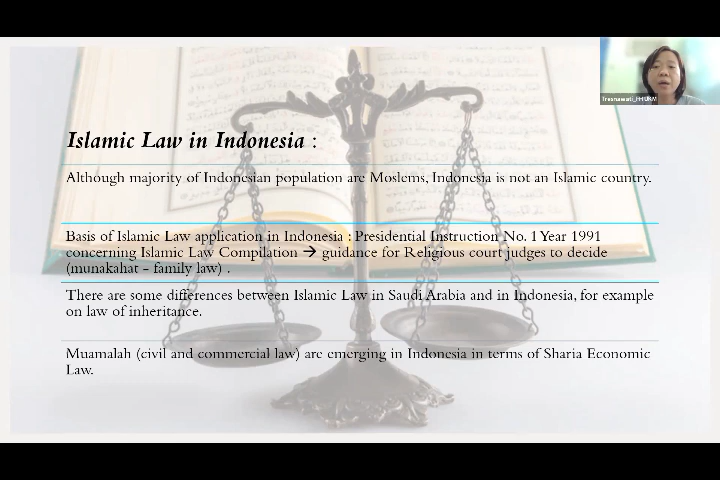 Islamic Law in Indonesia :
Although majority of Indonesian population are Moslems, Indonesia is not an Islamic country.
Basis of Islamic Law application in Indonesia : Presidential Instruction No. 1 Year 1991
concerning Islamic Law Compilation → guidance for Religious court judges to decide
(munakahat – family law) .
There are some differences between Islamic Law in Saudi Arabia and in Indonesia, for example
on law of inheritance.
Muamalah (civil and commercial law) are emerging in Indonesia in terms of Sharia Economic
Law.